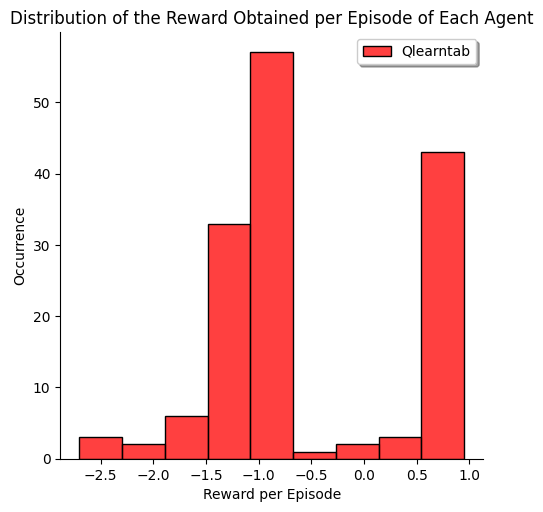 Distribution of the Reward Obtained per Episode of Each Agent
Qlearntab
Occurrence
50
40
30
20
10
0
−2.5 −2.0 −1.5 −1.0 −0.5 0.0 0.5 1.0
Reward per Episode